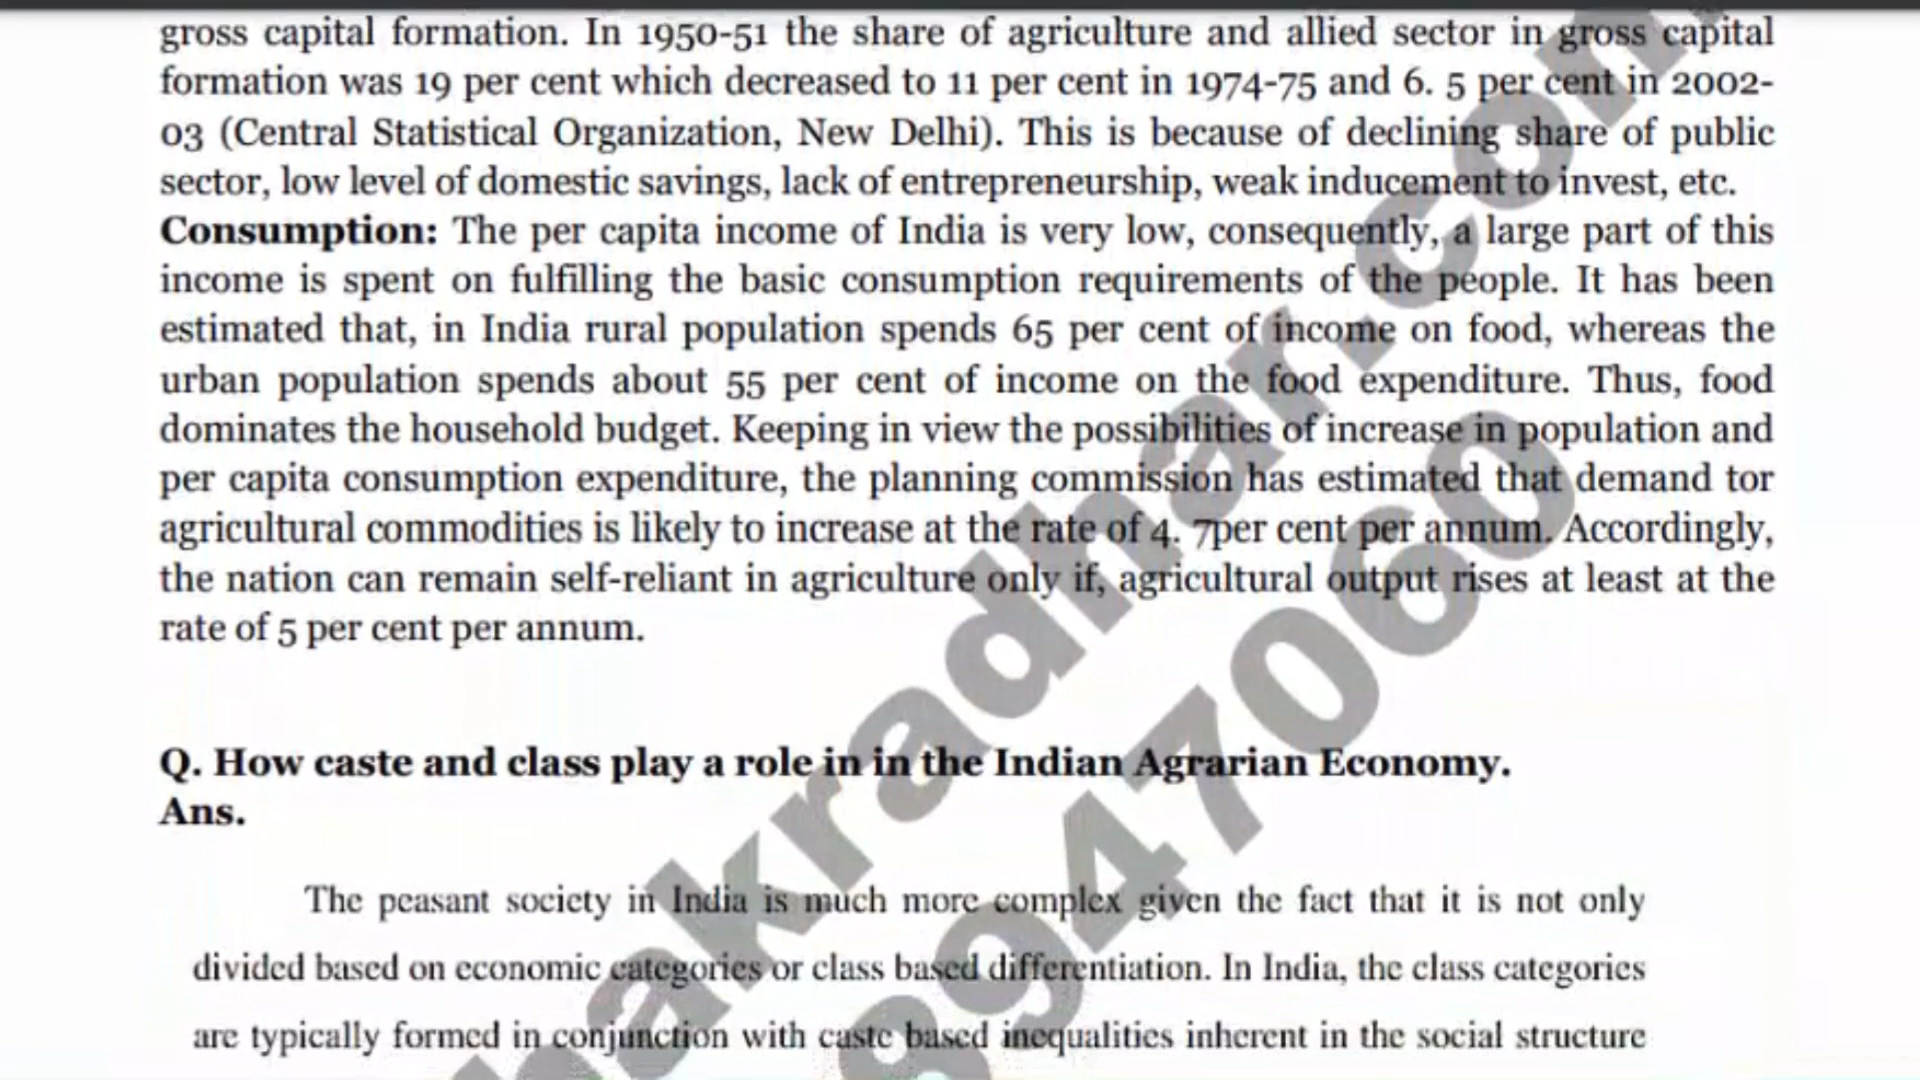 gross capital formation. In 1950-51 the share of agriculture and allied sector in gross capital
formation was 19 per cent which decreased to 11 per cent in 1974-75 and 6. 5 per cent in 2002-
03 (Central Statistical Organization, New Delhi). This is because of declining share of public
sector, low level of domestic savings, lack of entrepreneurship, weak inducement to invest, etc.
Consumption: The per capita income of India is very low, consequently, a large part of this
income is spent on fulfilling the basic consumption requirements of the people. It has been
estimated that, in India rural population spends 65 per cent of income on food, whereas the
urban population spends about 55 per cent of income on the food expenditure. Thus, food
dominates the household budget. Keeping in view the possibilities of increase in population and
per capita consumption expenditure, the planning commission has estimated that demand tor
agricultural commodities is likely to increase at the rate of 4. 7per cent per annum. Accordingly,
the nation can remain self-reliant in agriculture only if, agricultural output rises at least at the
rate of 5 per cent per annum.
Q. How caste and class play a role in in the Indian Agrarian Economy.
Ans.
The peasant society in India is much more complex given the fact that it is not only
divided based on economic categories or class based differentiation. In India, the class categories
are typically formed in conjunction with caste based inequalities inherent in the social structure
akradhar.com
8947060